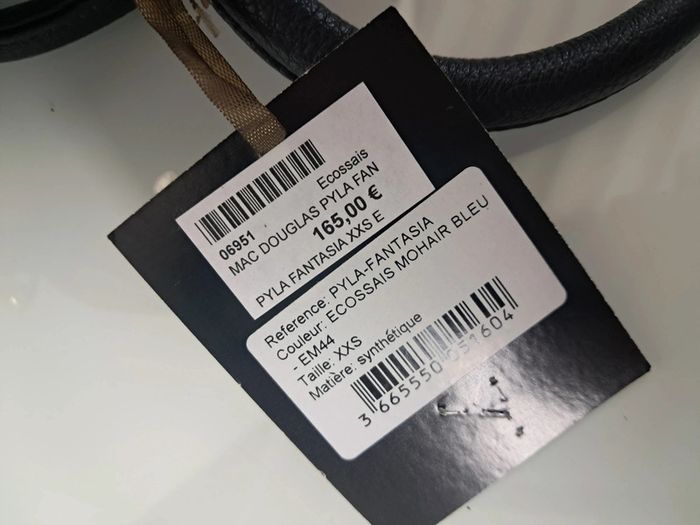 06951
Ecossais
MAC DOUGLAS PYLA FAN
165,00 €
PYLA FANTASIA XXS E
Reference: PYLA-FANTASIA
Couleur: ECOSSAIS MOHAIR BLEU
- EM44
Taille: XXS
Matière: synthétique
3 665550 051604